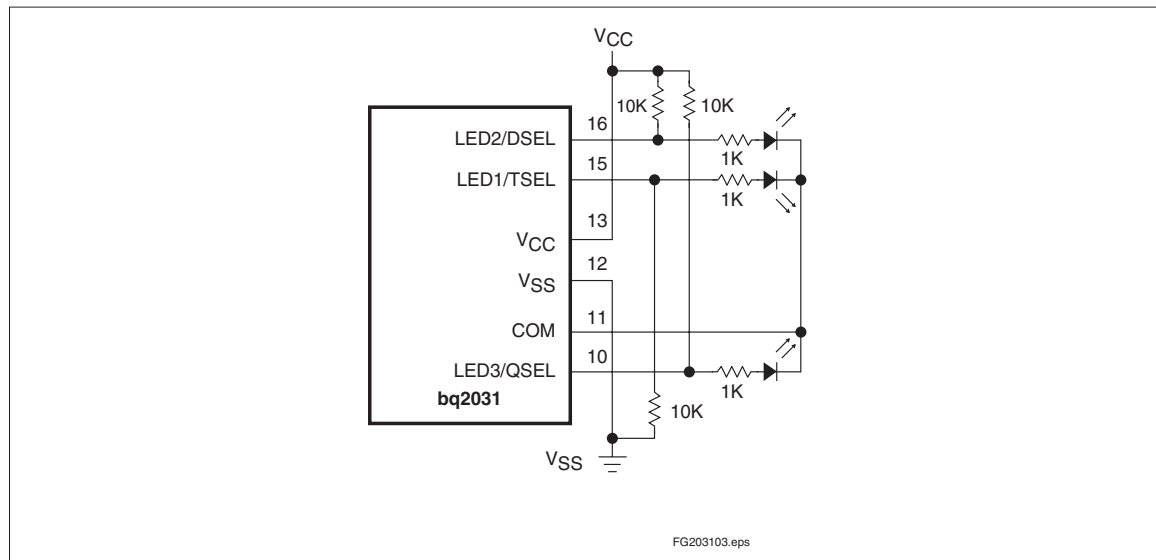 VCC
10K 10K
16
LED2/DSEL
1K
15
LED1/TSEL
1K
13
VCC
12
VSS
11
COM
10
LED3/QSEL
1K
bq2031
10K
VSS
FG203103.eps